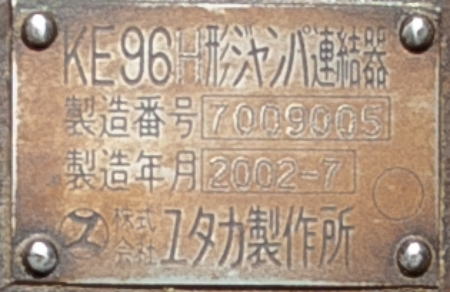 KE96H形ジャンパ連結器
製造番号 7009005
製造年月 2002-7
株式会社 ユタカ製作所